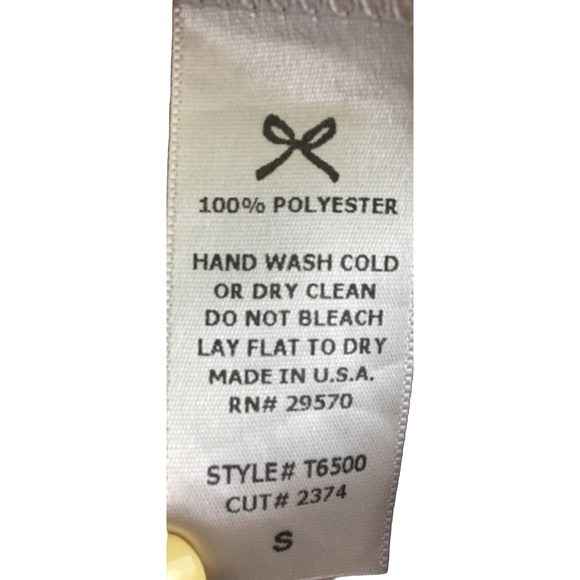 100% POLYESTER
HAND WASH COLD
OR DRY CLEAN
DO NOT BLEACH
LAY FLAT TO DRY
MADE IN U.S.A.
RN# 29570
STYLE# T6500
CUT# 2374
S